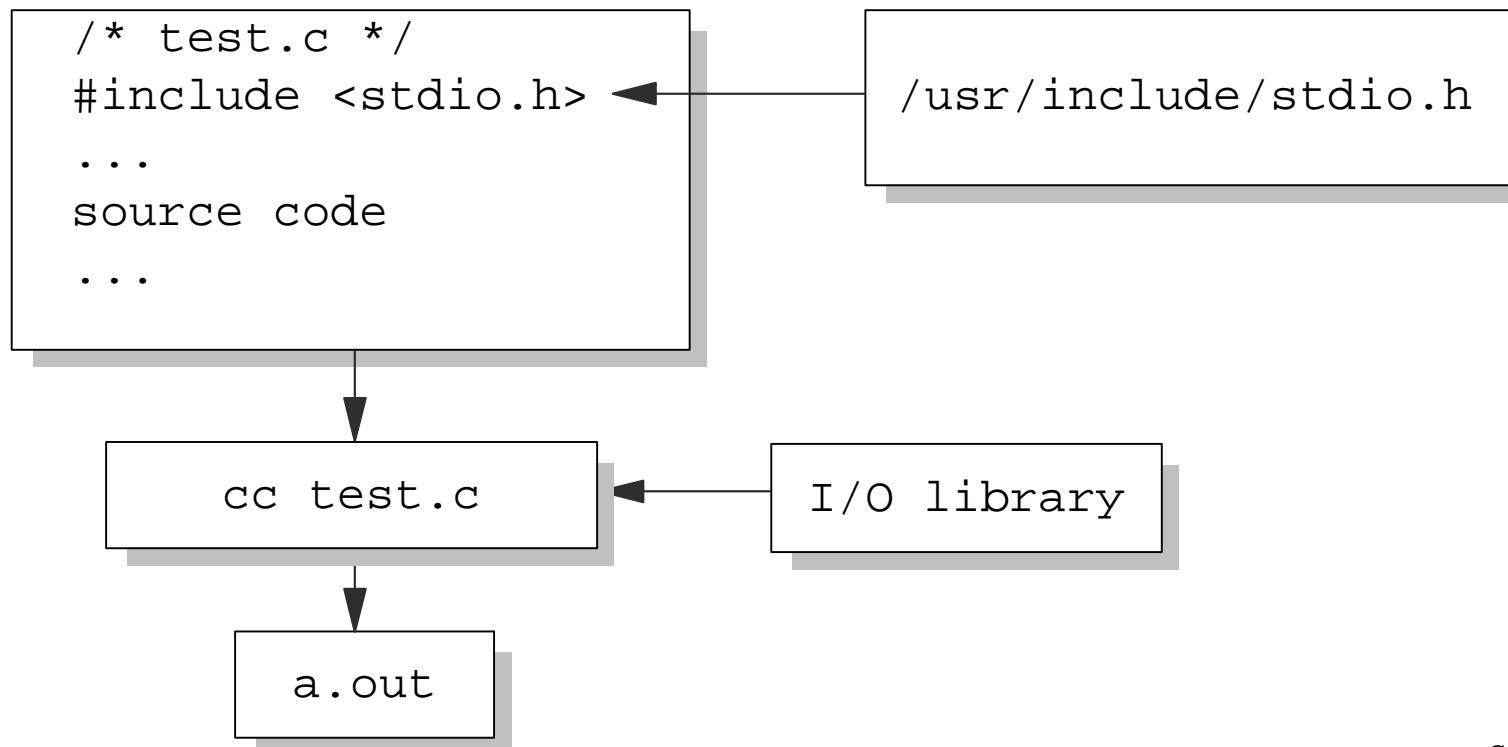 /* test.c */
#include <stdio.h>
...
source code
...
/usr/include/stdio.h
cc test.c
I/O library
a.out